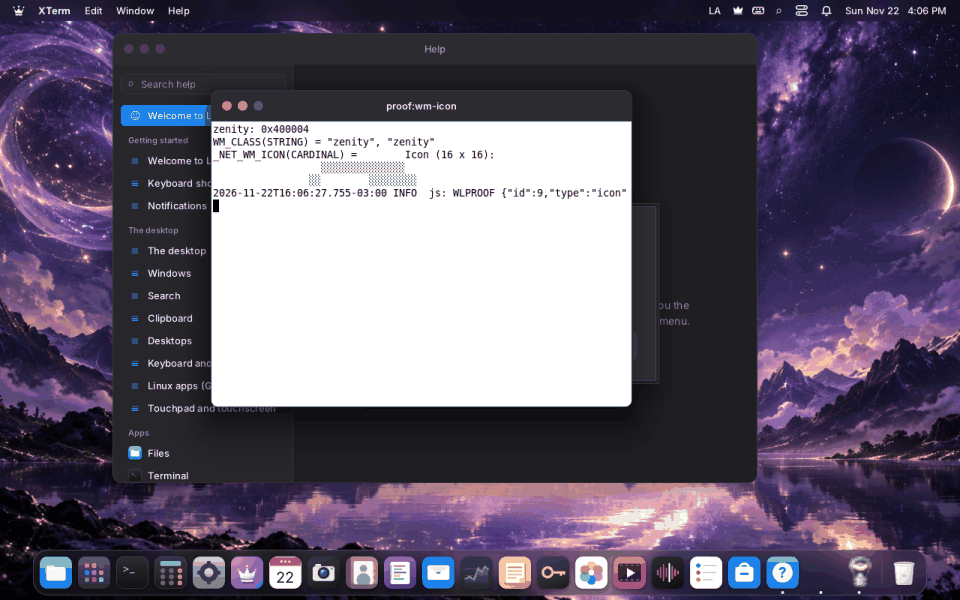 XTerm Edit Window Help
LA Sun Nov 22 4:06 PM
Help
Search help
Welcome to L
Getting started
Welcome to L
Keyboard sho
Notifications
The desktop
The desktop
Windows
Search
Clipboard
Desktops
Keyboard and
Linux apps (G
Touchpad and touchscreen
Apps
Files
Terminal
proof:wm-icon
zenity: 0x400004
WM_CLASS(STRING) = "zenity", "zenity"
_NET_WM_ICON(CARDINAL) = Icon (16 x 16):
2026-11-22T16:06:27.755-03:00 INFO js: WLPROOF {"id":9,"type":"icon"
ou the
menu.
22